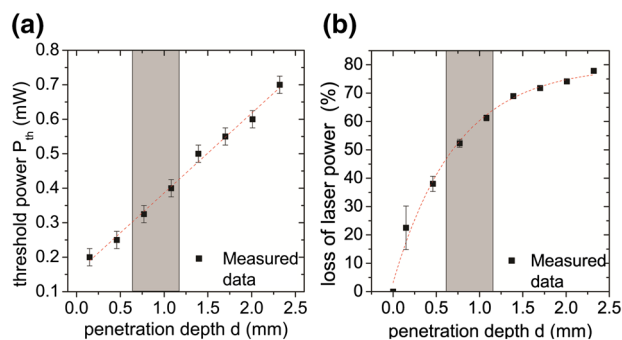 (a)
threshold power Pth (mW)
0.8
0.7
0.6
0.5
0.4
0.3
0.2
0.1
0.0 0.5 1.0 1.5 2.0 2.5
penetration depth d (mm)
Measured
data
(b)
loss of laser power (%)
80
70
60
50
40
30
20
10
0
0.0 0.5 1.0 1.5 2.0 2.5
penetration depth d (mm)
Measured
data